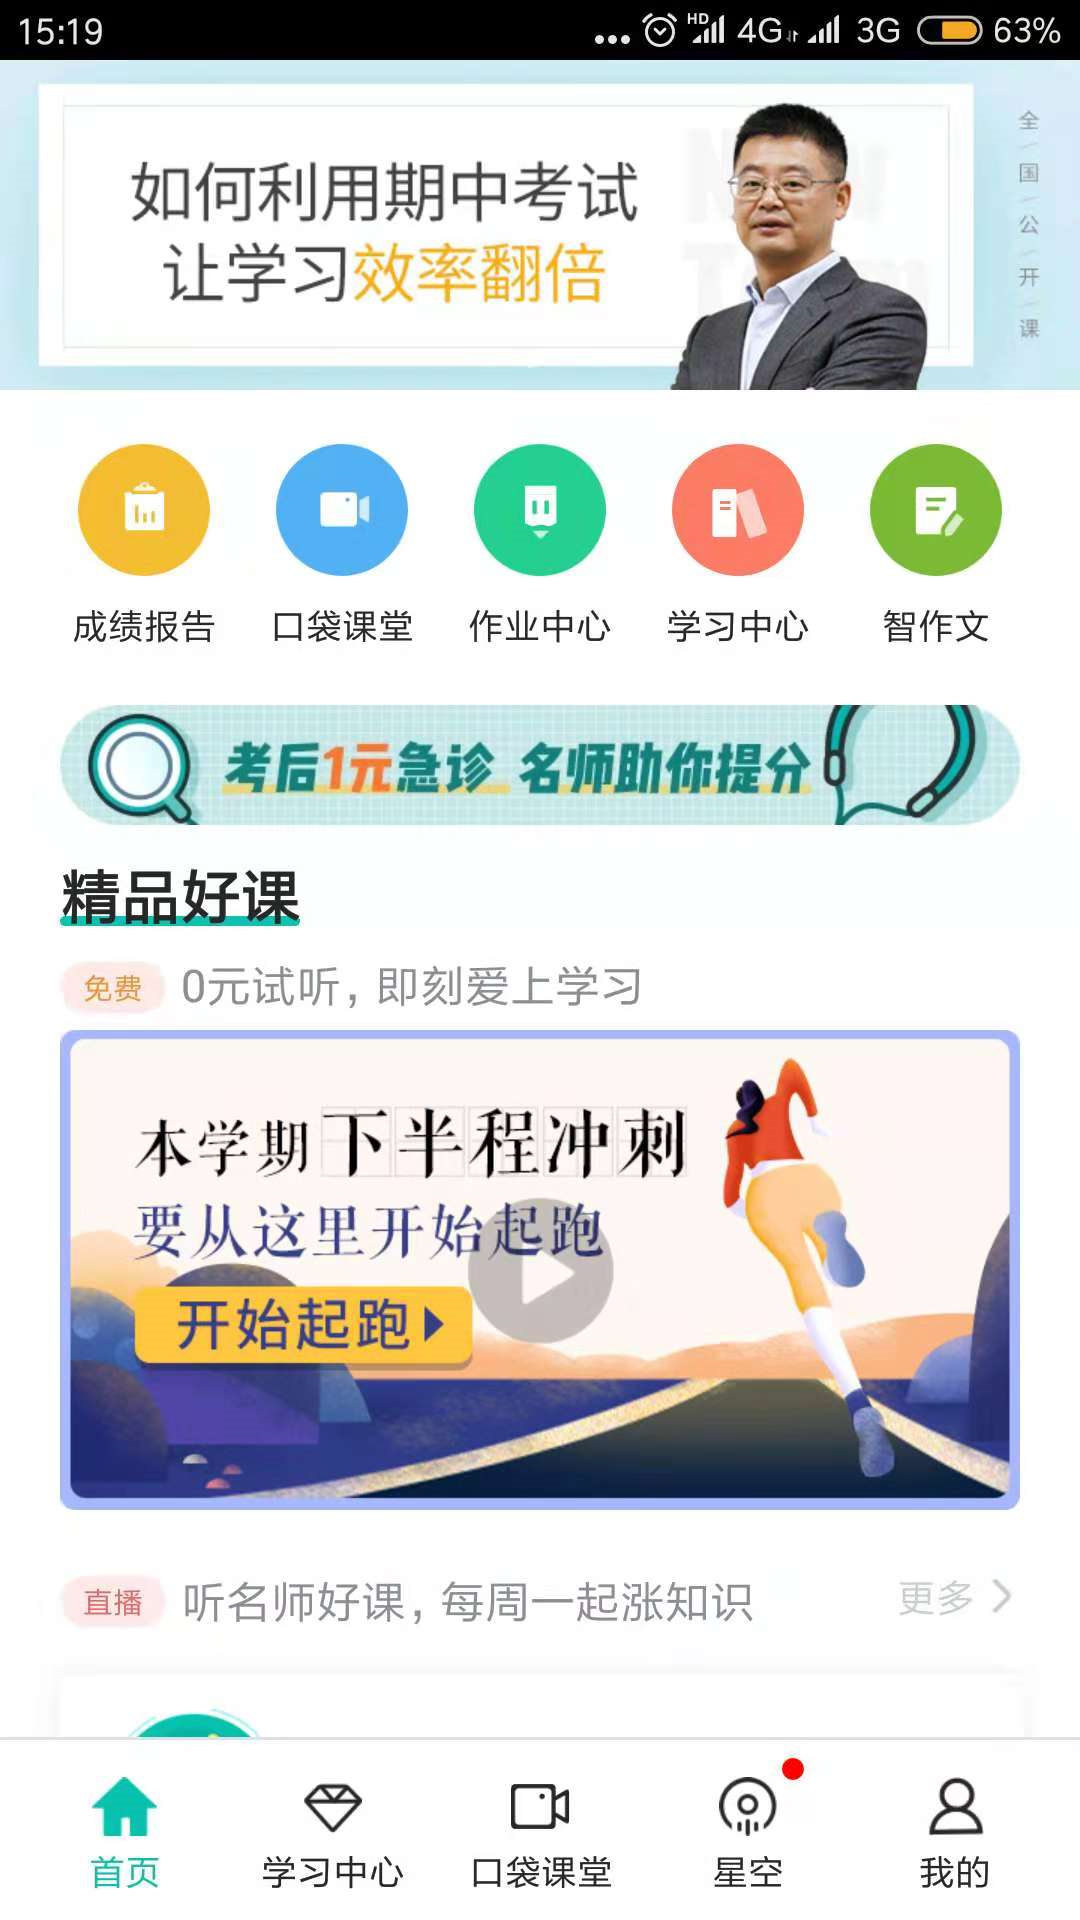 15:19
HD 4G 3G 63%
如何利用期中考试
让学习效率翻倍
全国公开课
成绩报告 口袋课堂 作业中心 学习中心 智作文
考后1元急诊 名师助你提分
精品好课
免费 0元试听，即刻爱上学习
本学期下半程冲刺
要从这里开始起跑
开始起跑
直播 听名师好课，每周一起涨知识 更多
首页 学习中心 口袋课堂 星空 我的